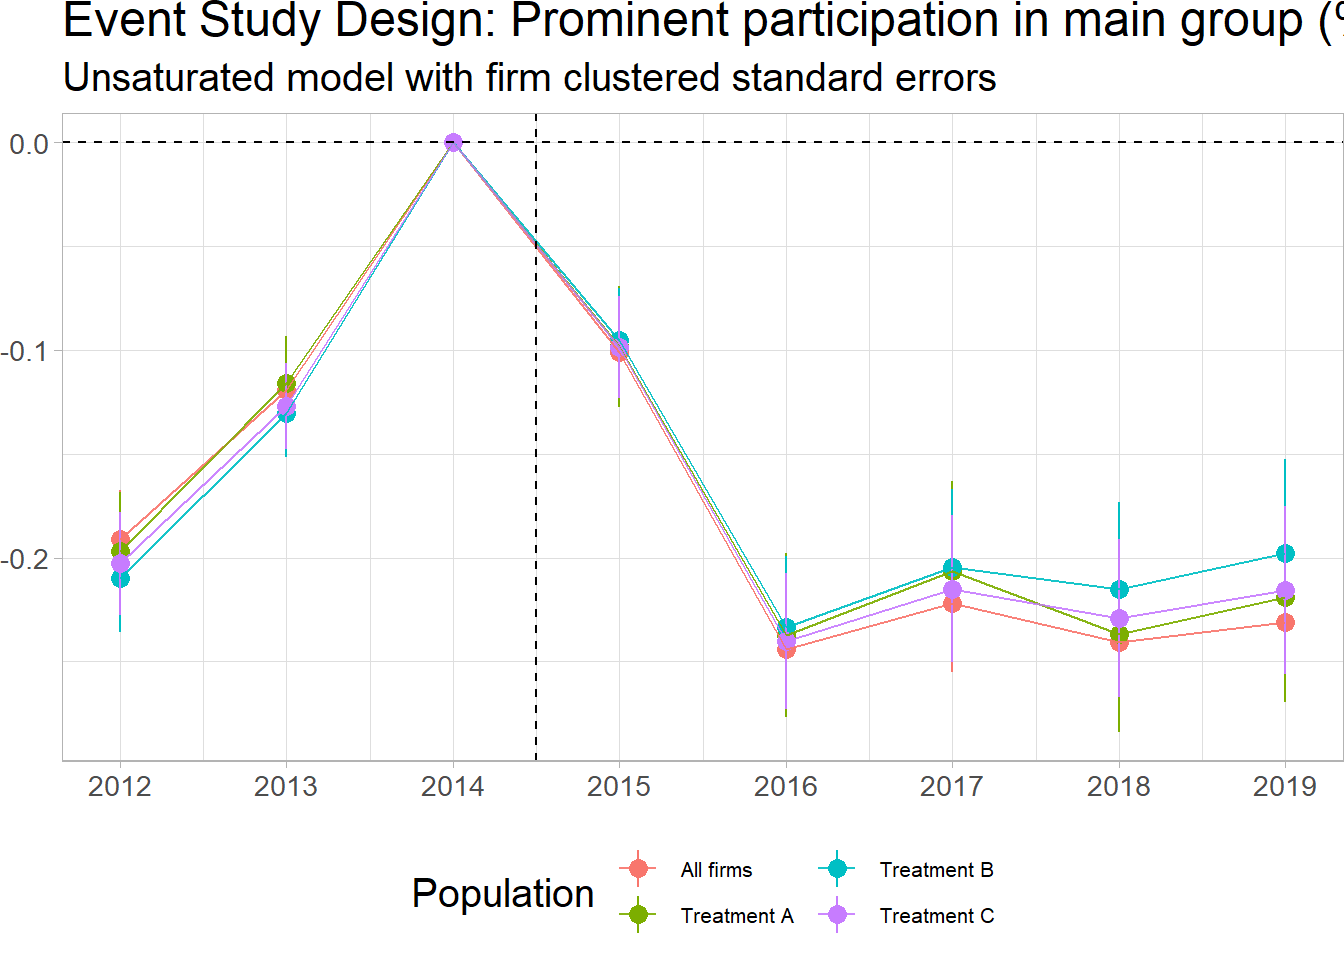 Event Study Design: Prominent participation in main group (%
Unsaturated model with firm clustered standard errors
0.0
-0.1
-0.2
2012 2013 2014 2015 2016 2017 2018 2019
Population
All firms
Treatment A
Treatment B
Treatment C